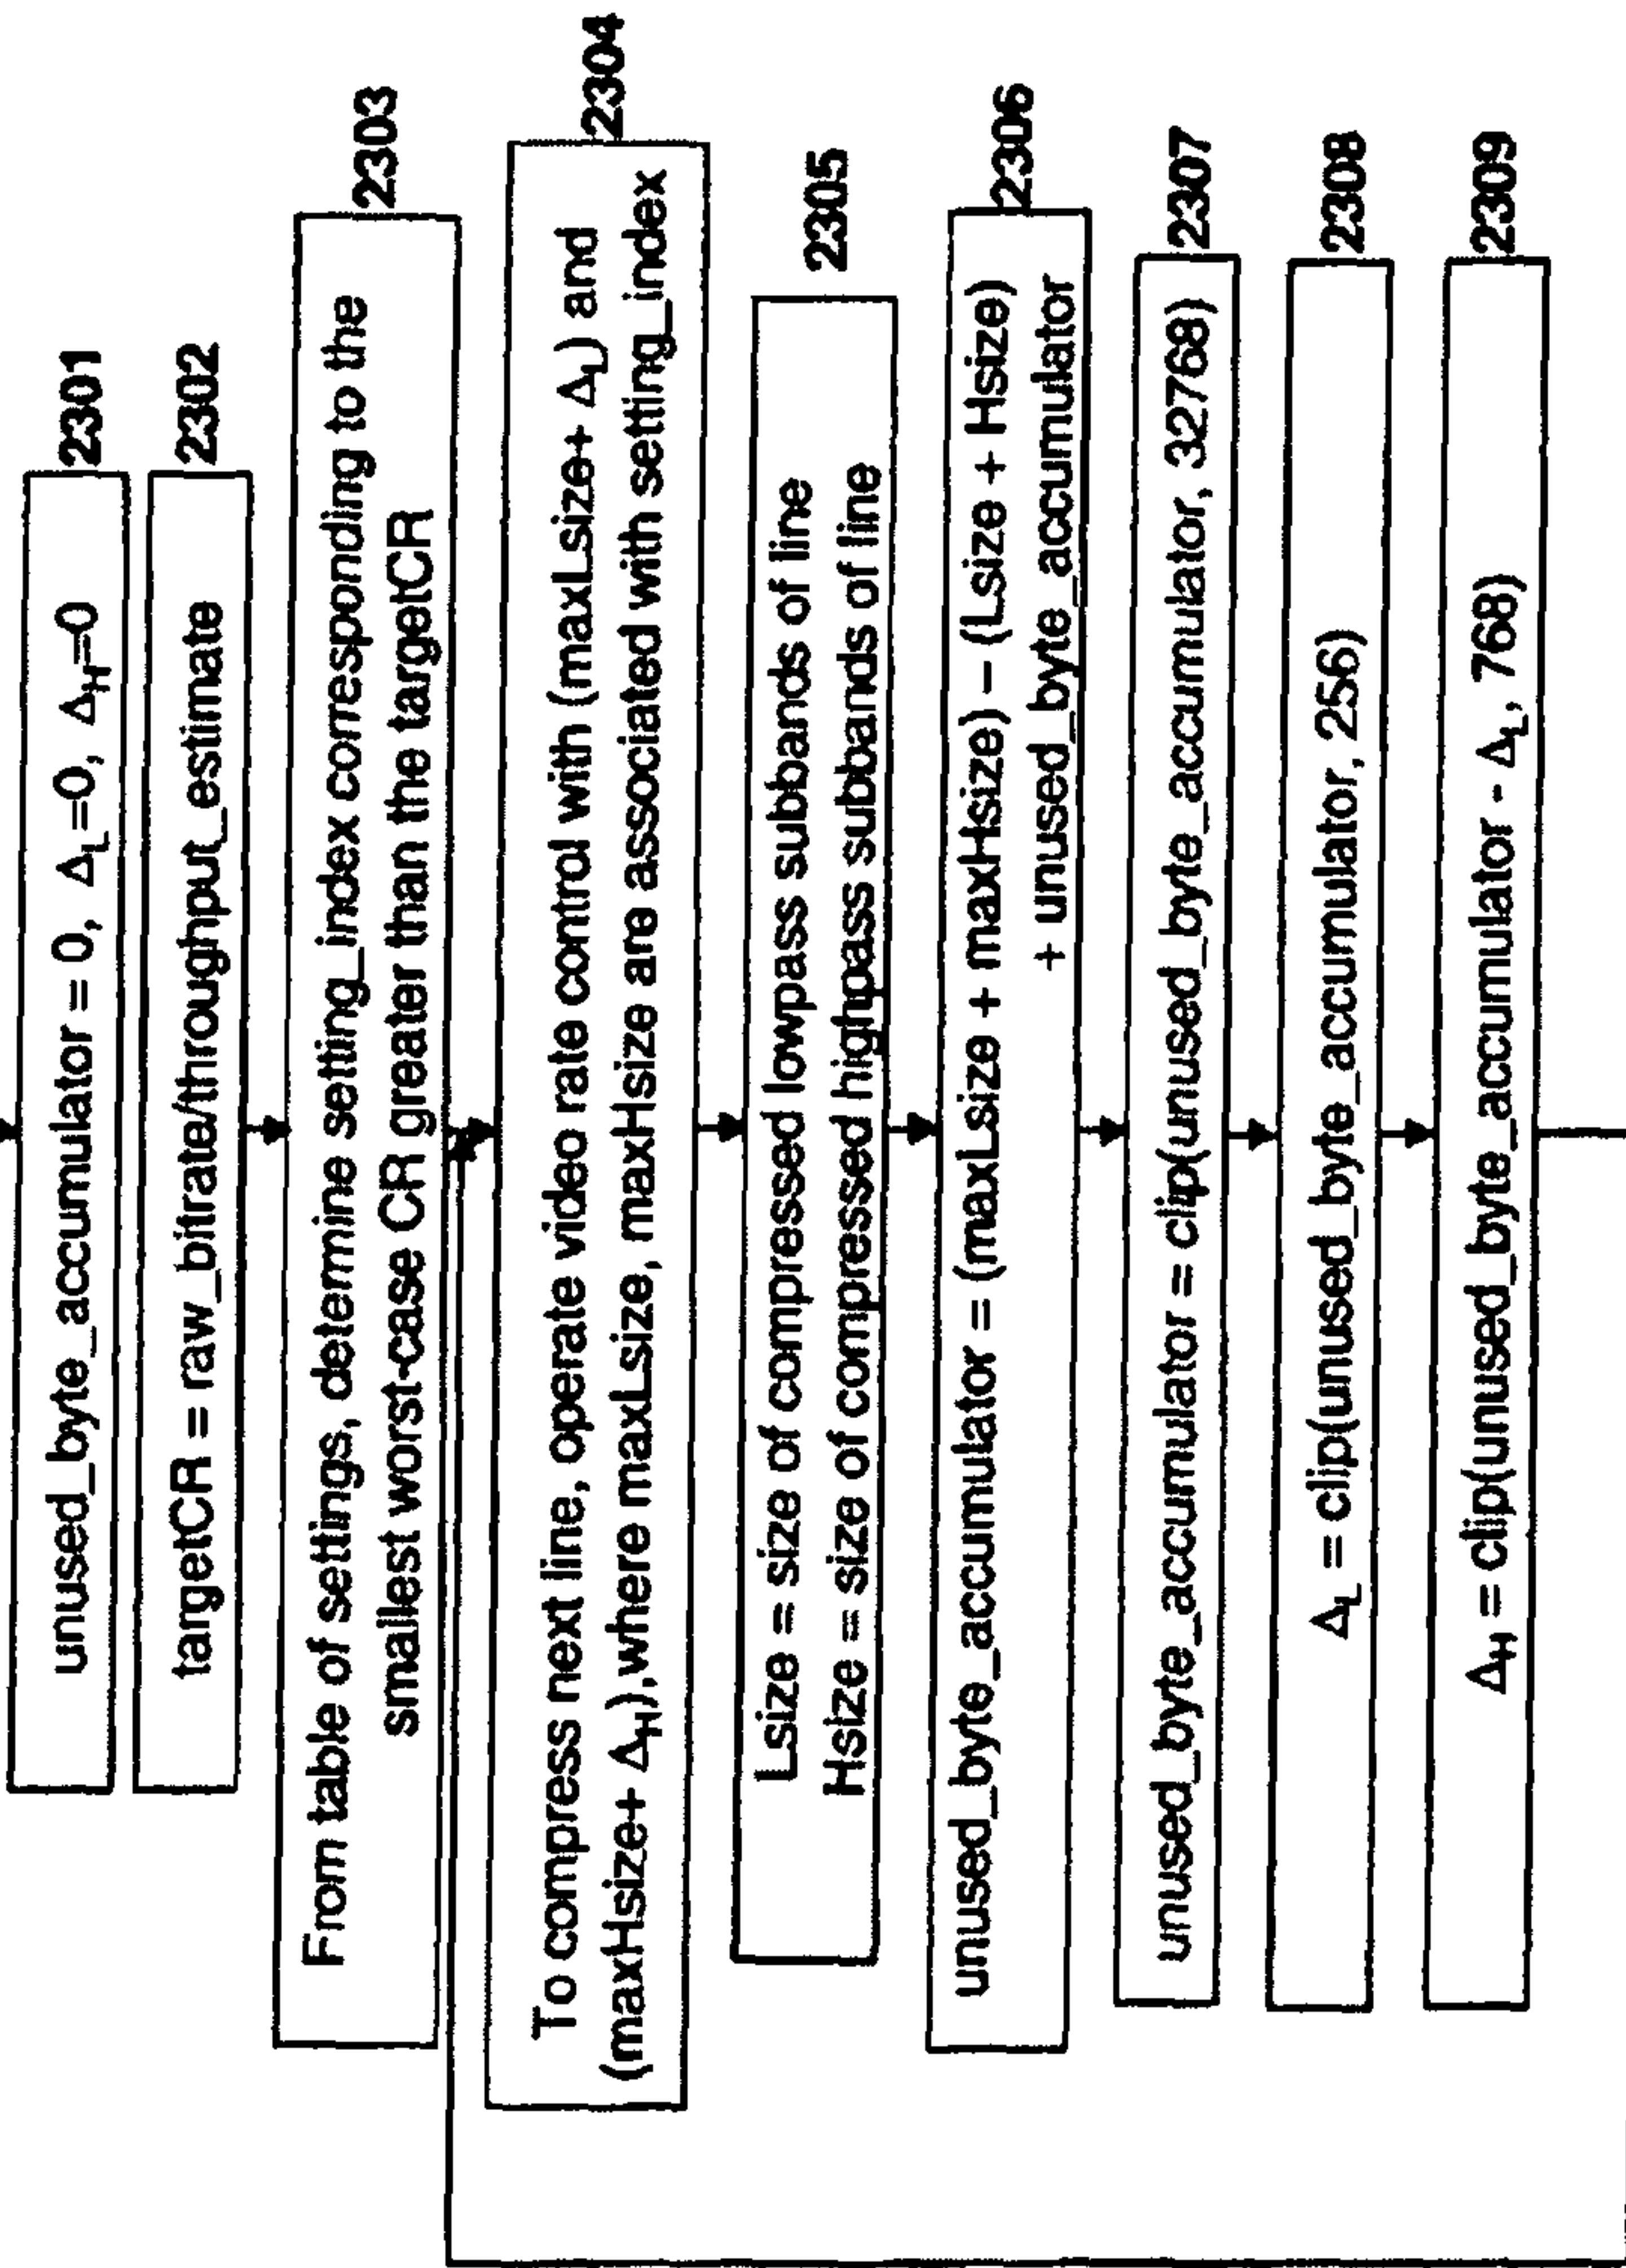 unused_byte_accumulator = 0, Δ_L=0, Δ_H=0
2301
targetCR = raw_bitrate/throughput_estimate
2302
From table of settings, determine setting_index corresponding to the
smallest worst-case CR greater than the targetCR
2303
To compress next line, operate video rate control with (maxLsize+ Δ_L) and
(maxHsize+ Δ_H),where maxLsize, maxHsize are associated with setting_index
2304
Lsize = size of compressed lowpass subbands of line
Hsize = size of compressed highpass subbands of line
2305
unused_byte_accumulator = (maxLsize + maxHsize) – (Lsize + Hsize)
+ unused_byte_accumulator
2306
unused_byte_accumulator = clip(unused_byte_accumulator, 32768)
2307
Δ_L = clip(unused_byte_accumulator, 256)
2308
Δ_H = clip(unused_byte_accumulator - Δ_L, 768)
2309